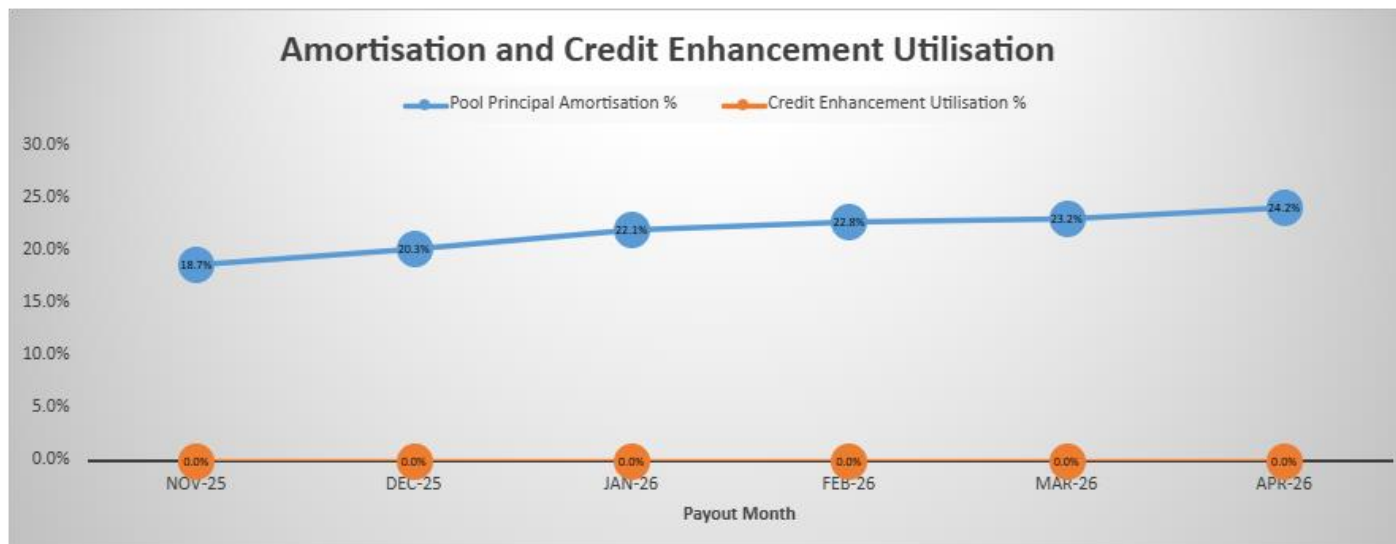 Amortisation and Credit Enhancement Utilisation
Pool Principal Amortisation % Credit Enhancement Utilisation %
30.0%
25.0%
20.0%
15.0%
10.0%
5.0%
0.0%
18.7% 20.3% 22.1% 22.8% 23.2% 24.2%
0.0% 0.0% 0.0% 0.0% 0.0% 0.0%
NOV-25 DEC-25 JAN-26 FEB-26 MAR-26 APR-26
Payout Month